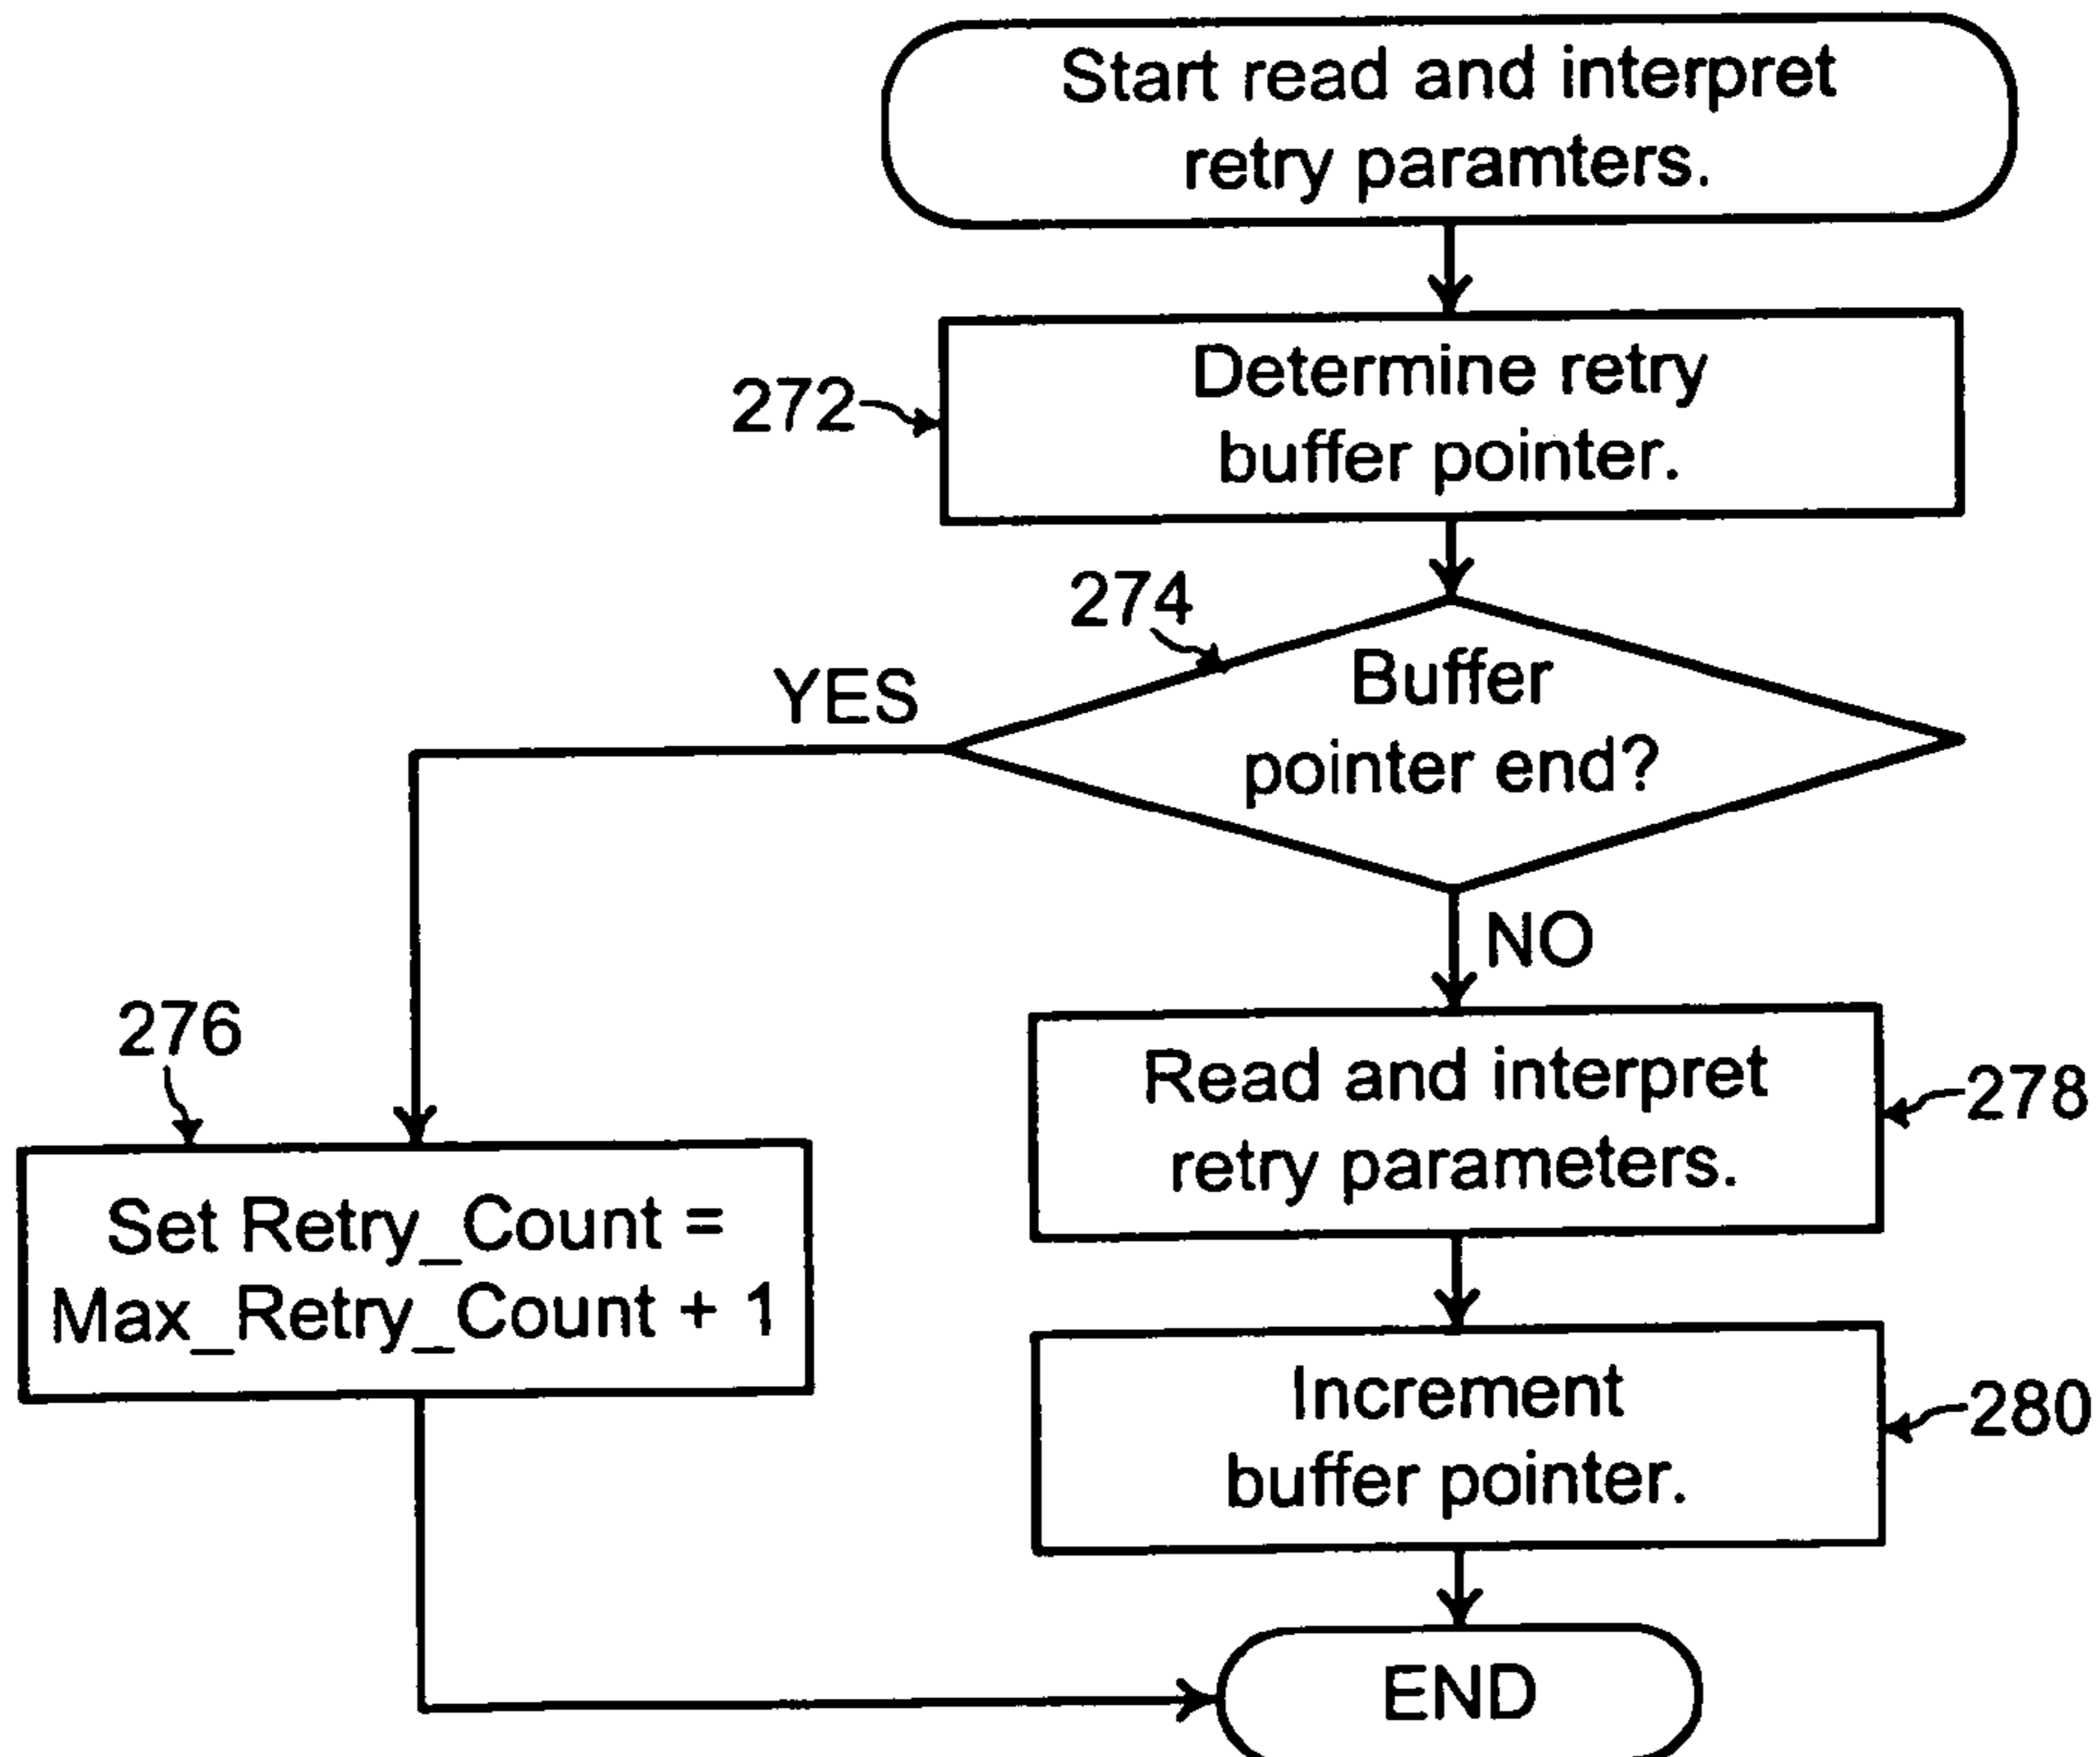 Start read and interpret
retry paramters.
272
Determine retry
buffer pointer.
274
YES
Buffer
pointer end?
NO
276
Read and interpret
retry parameters.
278
Set Retry_Count =
Max_Retry_Count + 1
Increment
buffer pointer.
280
END